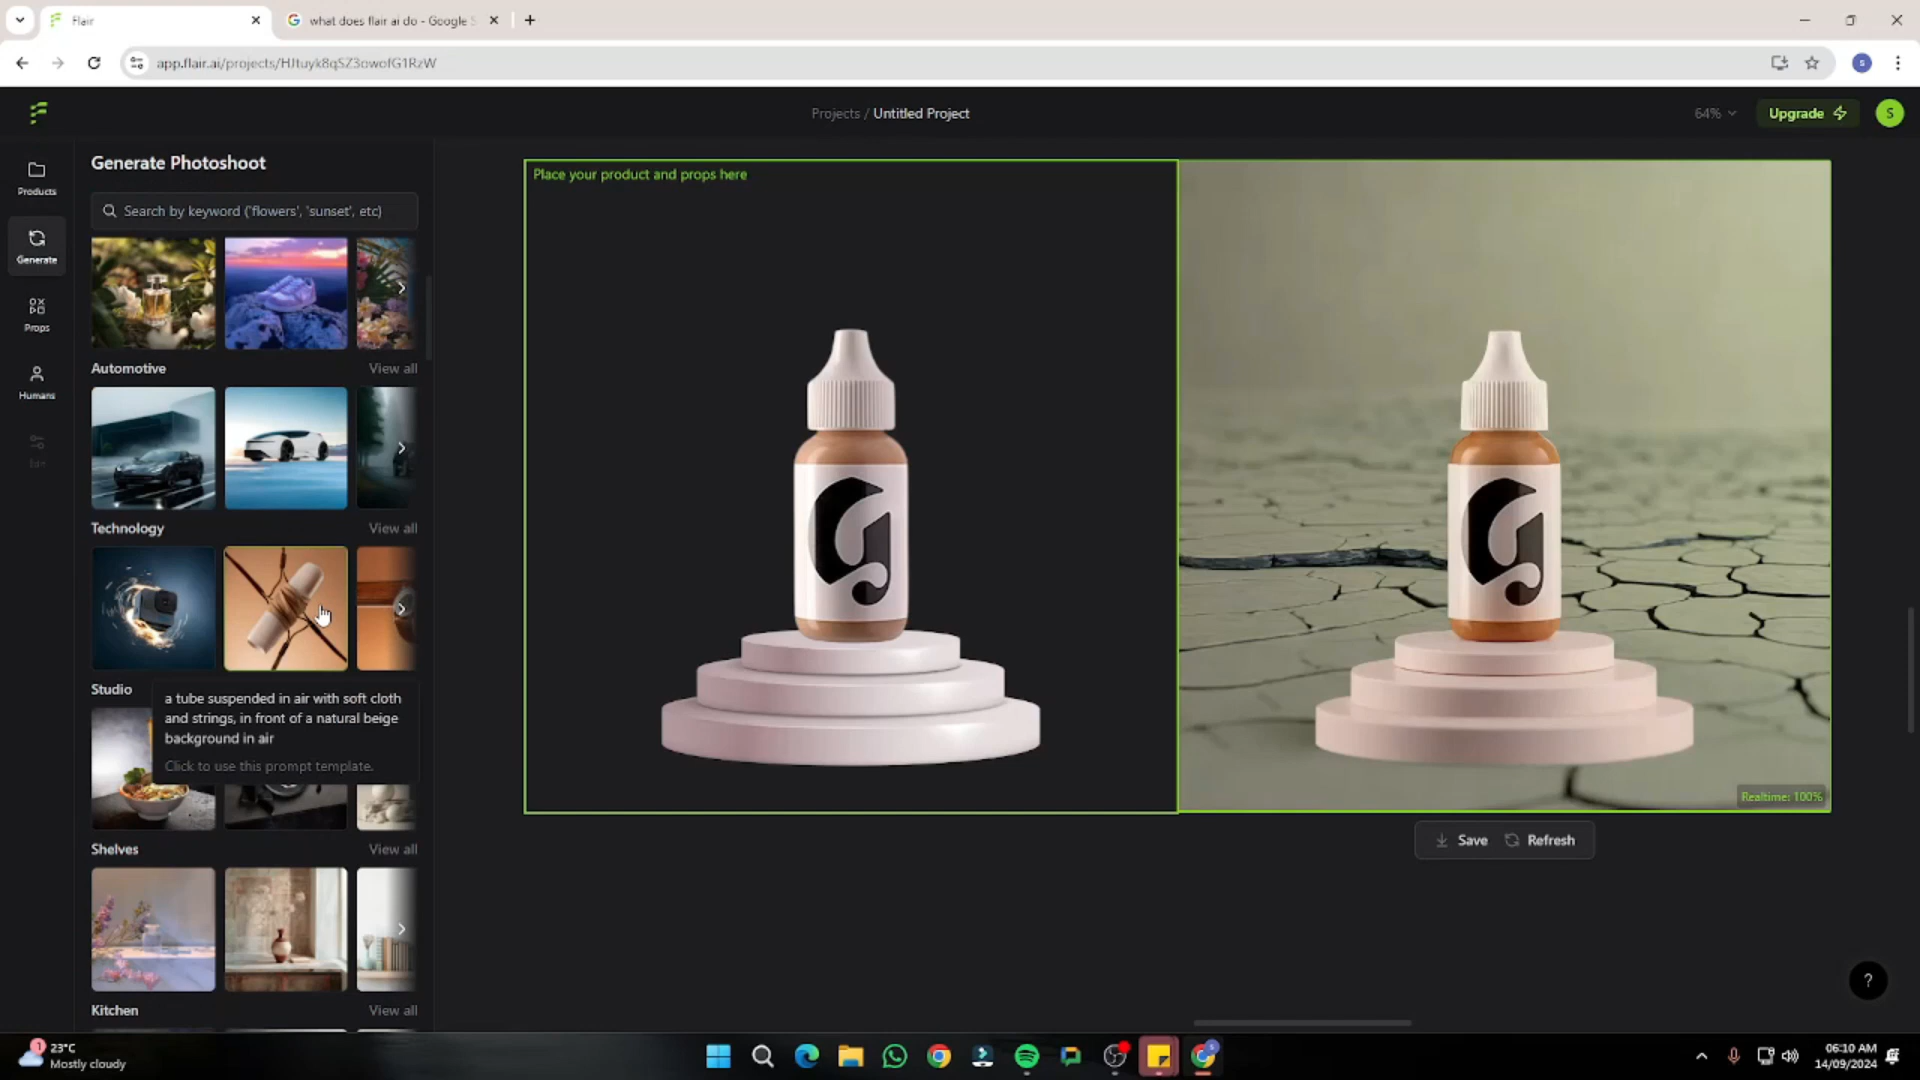 Flair
what does flair ai do - Google S
app.flair.ai/projects/HJtuyk8qSZ3owofG1RzW
Projects / Untitled Project
64%
Upgrade
S
Products
Generate
Props
Humans
Edit
Generate Photoshoot
Search by keyword ('flowers', 'sunset', etc)
Automotive
View all
Technology
View all
Studio
a tube suspended in air with soft cloth
and strings, in front of a natural beige
background in air
Click to use this prompt template.
Shelves
View all
Kitchen
View all
Place your product and props here
Realtime: 100%
Save
Refresh
?
1
23°C
Mostly cloudy
06:10 AM
14/09/2024